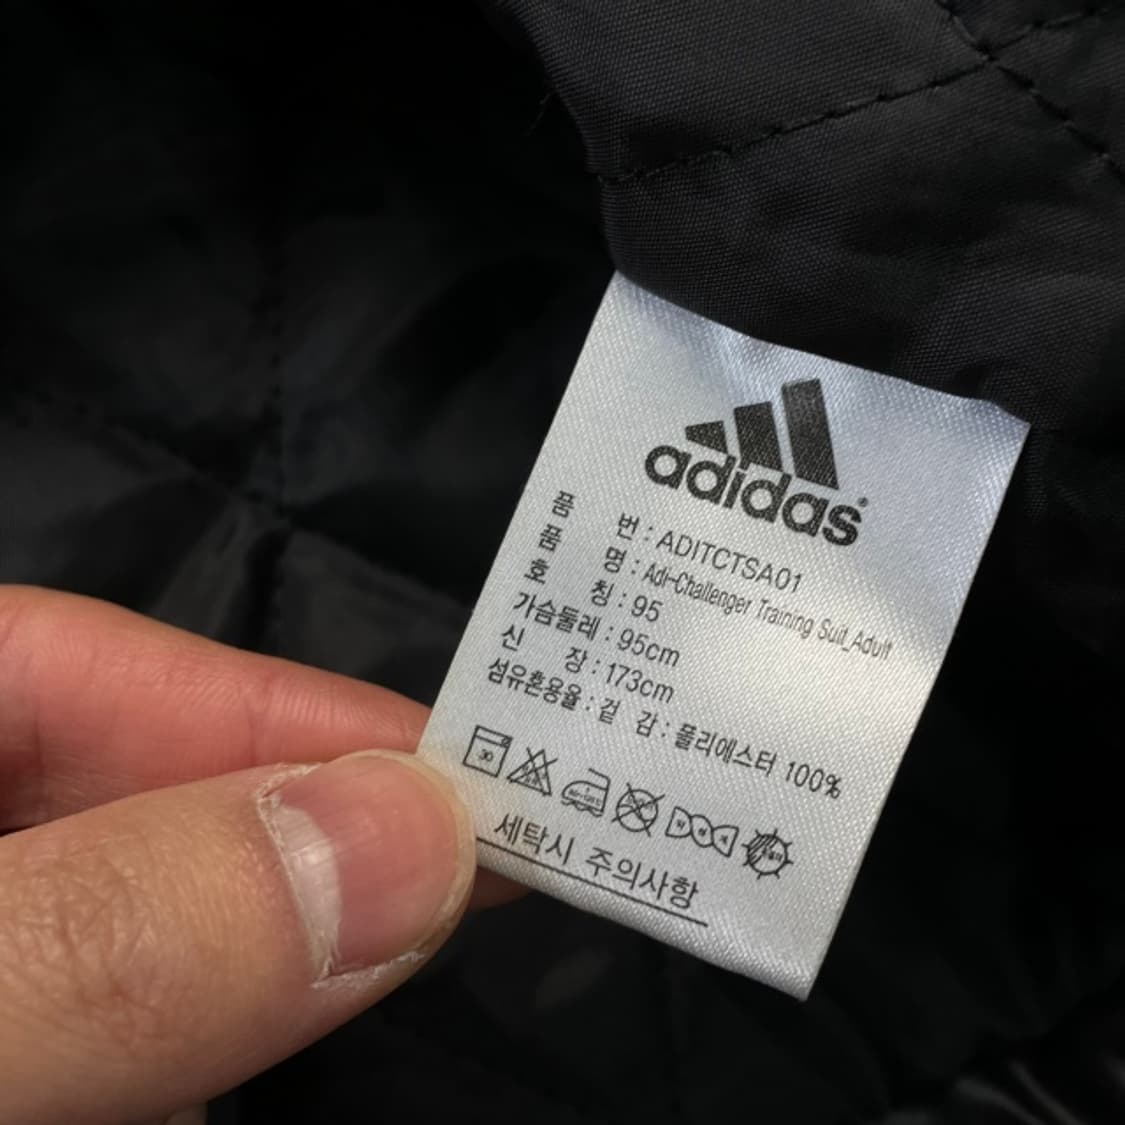 adidas®
품 번 : ADITCTSA01
품 명 : Adi-Challenger Training Suit_Adult
호 칭 : 95
가슴둘레 : 95cm
신 장 : 173cm
섬유혼용율 : 겉 감 : 폴리에스터 100%
30
세탁시 주의사항